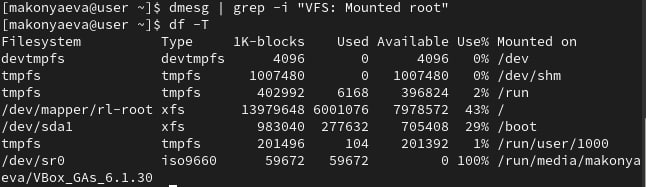 [makonyaeva@user ~]$ dmesg | grep -i "VFS: Mounted root"
[makonyaeva@user ~]$ df -T
Filesystem Type 1K-blocks Used Available Use% Mounted on
devtmpfs devtmpfs 4096 0 4096 0% /dev
tmpfs tmpfs 1007480 0 1007480 0% /dev/shm
tmpfs tmpfs 402992 6168 396824 2% /run
/dev/mapper/rl-root xfs 13979648 6001076 7978572 43% /
/dev/sda1 xfs 983040 277632 705408 29% /boot
tmpfs tmpfs 201496 104 201392 1% /run/user/1000
/dev/sr0 iso9660 59672 59672 0 100% /run/media/makonya
eva/VBox_GAs_6.1.30